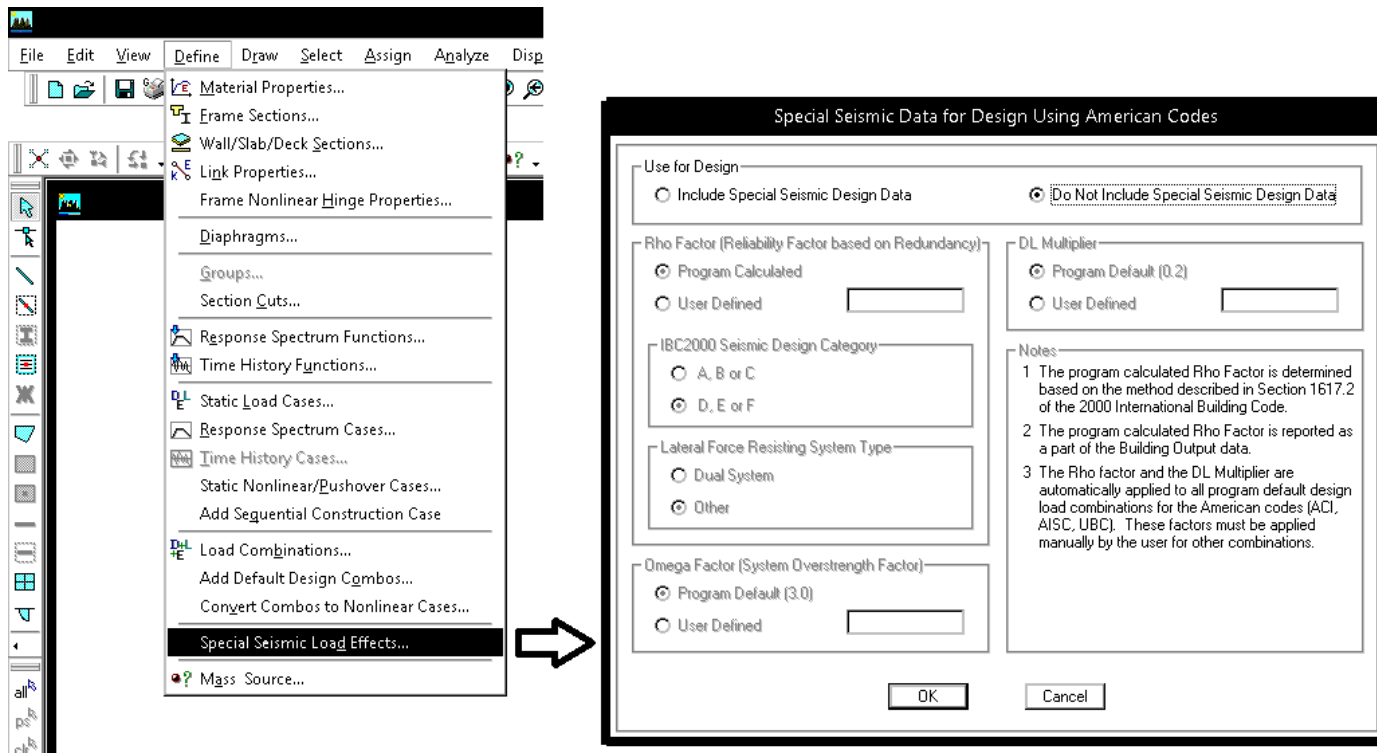 File Edit View Define Draw Select Assign Analyze Disp
Material Properties...
Frame Sections...
Wall/Slab/Deck Sections...
Link Properties...
Frame Nonlinear Hinge Properties...
Diaphragms...
Groups...
Section Cuts...
Response Spectrum Functions...
Time History Functions...
Static Load Cases...
Response Spectrum Cases...
Time History Cases...
Static Nonlinear/Pushover Cases...
Add Sequential Construction Case
Load Combinations...
Add Default Design Combos...
Convert Combos to Nonlinear Cases...
Special Seismic Load Effects...
Mass Source...
all
ps
clr
Special Seismic Data for Design Using American Codes
Use for Design
Include Special Seismic Design Data
Do Not Include Special Seismic Design Data
Rho Factor (Reliability Factor based on Redundancy)
Program Calculated
User Defined
IBC2000 Seismic Design Category
A, B or C
D, E or F
Lateral Force Resisting System Type
Dual System
Other
Omega Factor (System Overstrength Factor)
Program Default (3.0)
User Defined
DL Multiplier
Program Default (0.2)
User Defined
Notes
1 The program calculated Rho Factor is determined
based on the method described in Section 1617.2
of the 2000 International Building Code.
2 The program calculated Rho Factor is reported as
a part of the Building Output data.
3 The Rho factor and the DL Multiplier are
automatically applied to all program default design
load combinations for the American codes (ACI,
AISC, UBC). These factors must be applied
manually by the user for other combinations.
OK
Cancel